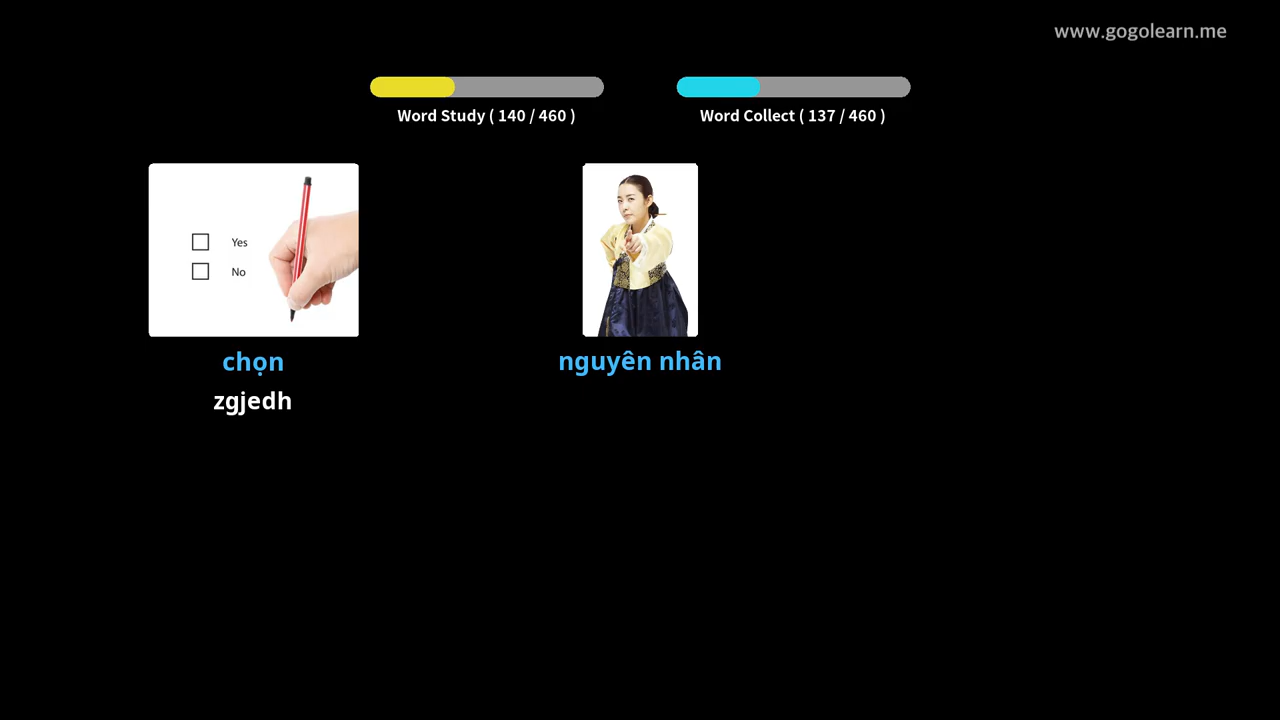 www.gogolearn.me
Word Study ( 140 / 460 )
Word Collect ( 137 / 460 )
Yes
No
chọn
nguyên nhân
zgjedh